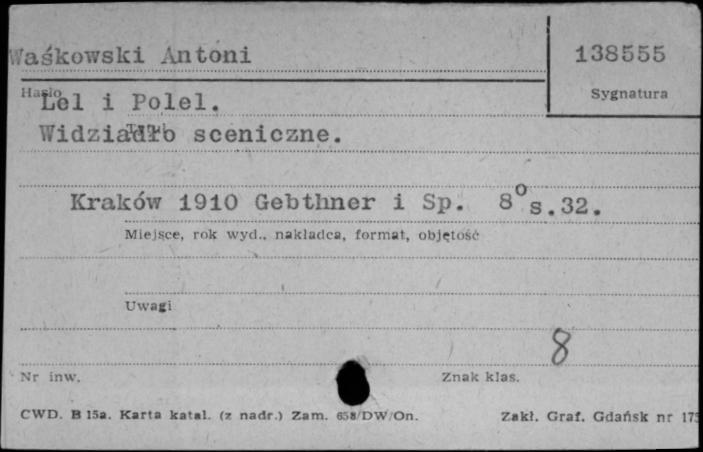 Waśkowski Antoni
138555
Hasło
Sygnatura
Lel i Polel.
Widziadło sceniczne.
Kraków 1910 Gebthner i Sp. 8° s.32.
Miejsce, rok wyd., nakładca, format, objętość
Uwagi
8
Nr inw.
Znak klas.
CWD. B 15a. Karta katal. (z nadr.) Zam. 658/DW/On.
Zakł. Graf. Gdańsk nr 175